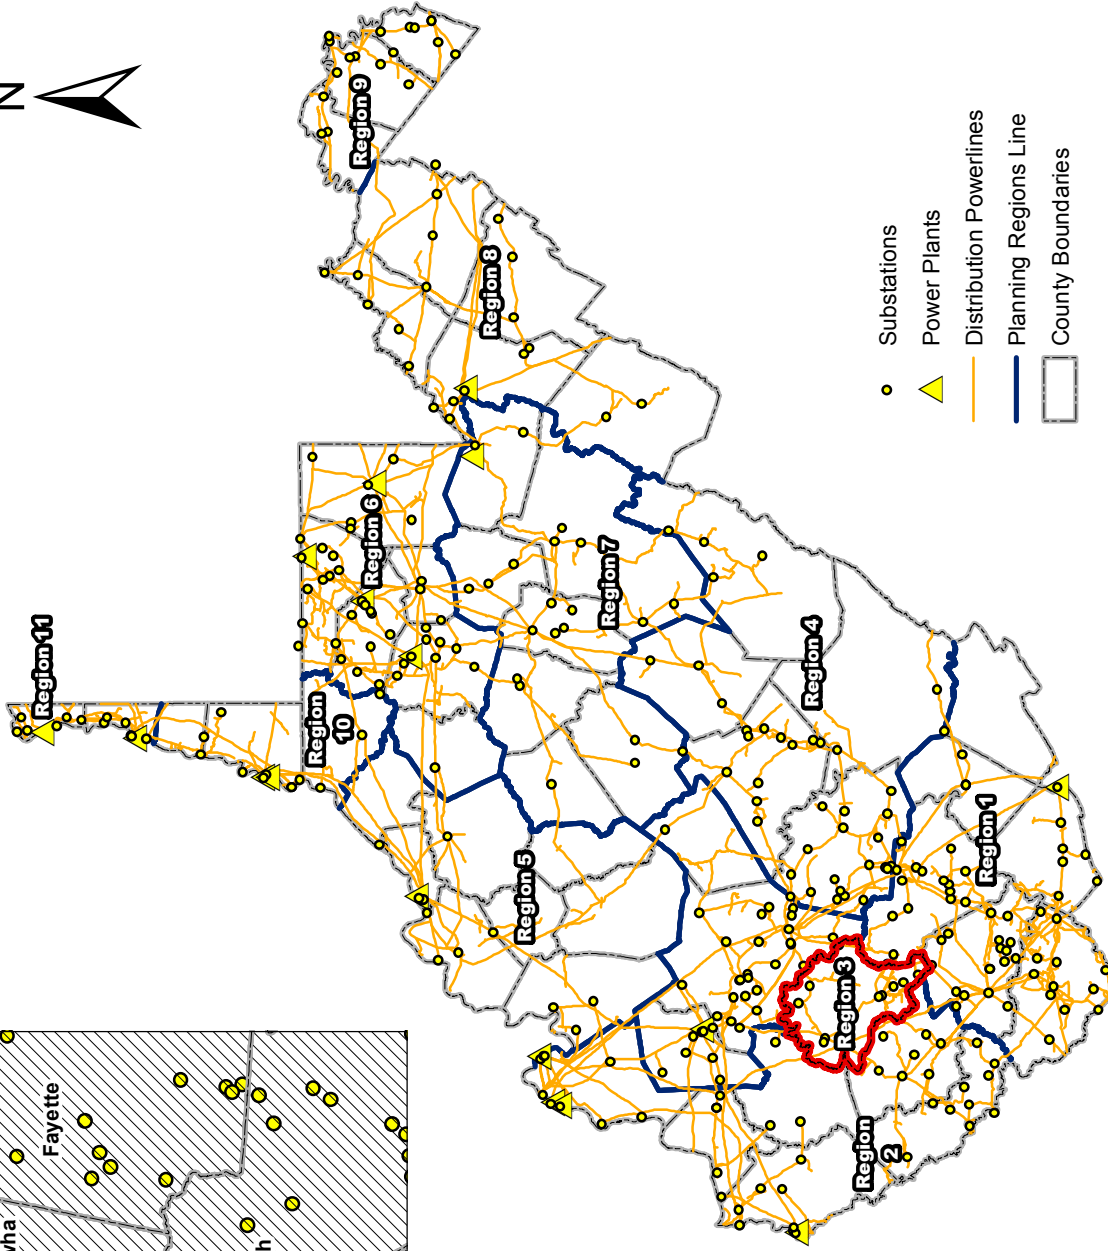 N
Region 9
Region 8
Region 11
Region 6
Region
10
Region 7
Region 5
Region 4
Region 3
Region 1
Region
2
Substations
Power Plants
Distribution Powerlines
Planning Regions Line
County Boundaries
Fayette
wha
h